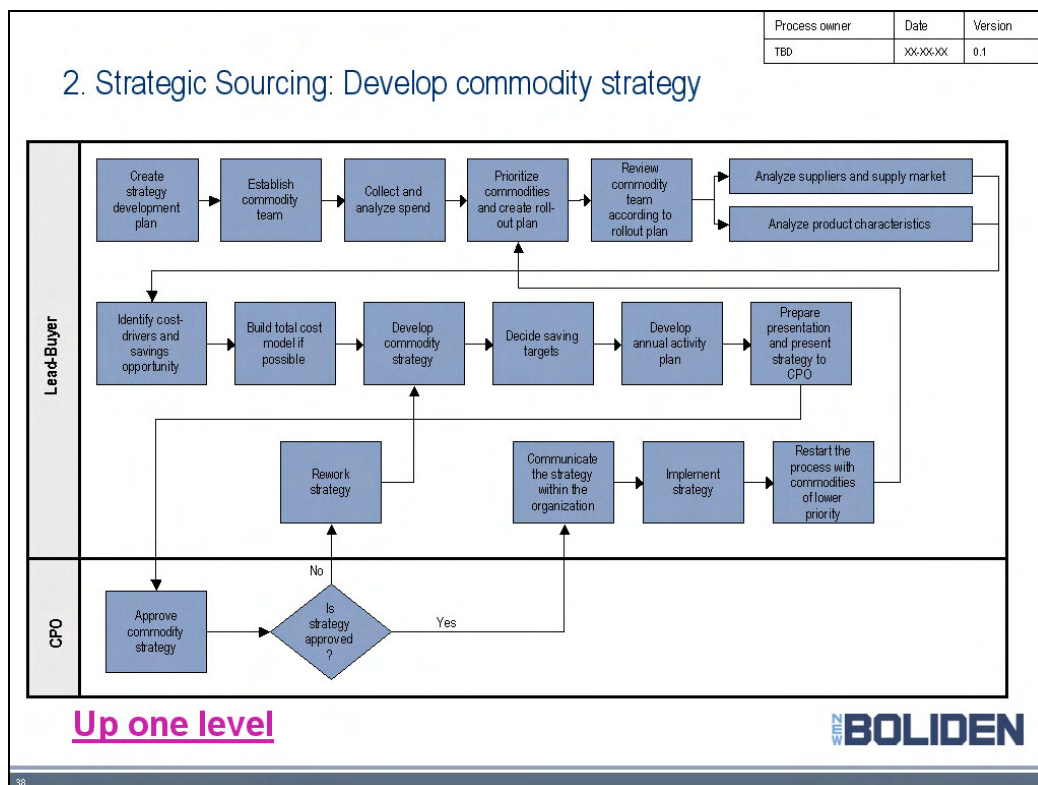 Process owner Date Version
TBD XX-XX-XX 0.1
2. Strategic Sourcing: Develop commodity strategy
Lead-Buyer
Create
strategy
development
plan
Establish
commodity
team
Collect and
analyze spend
Prioritize
commodities
and create roll-
out plan
Review
commodity
team
according to
rollout plan
Analyze suppliers and supply market
Analyze product characteristics
Identify cost-
drivers and
savings
opportunity
Build total cost
model if
possible
Develop
commodity
strategy
Decide saving
targets
Develop
annual activity
plan
Prepare
presentation
and present
strategy to
CPO
Rework
strategy
Communicate
the strategy
within the
organization
Implement
strategy
Restart the
process with
commodities
of lower
priority
CPO
Approve
commodity
strategy
No
Is
strategy
approved
?
Yes
Up one level
NEW BOLIDEN
38